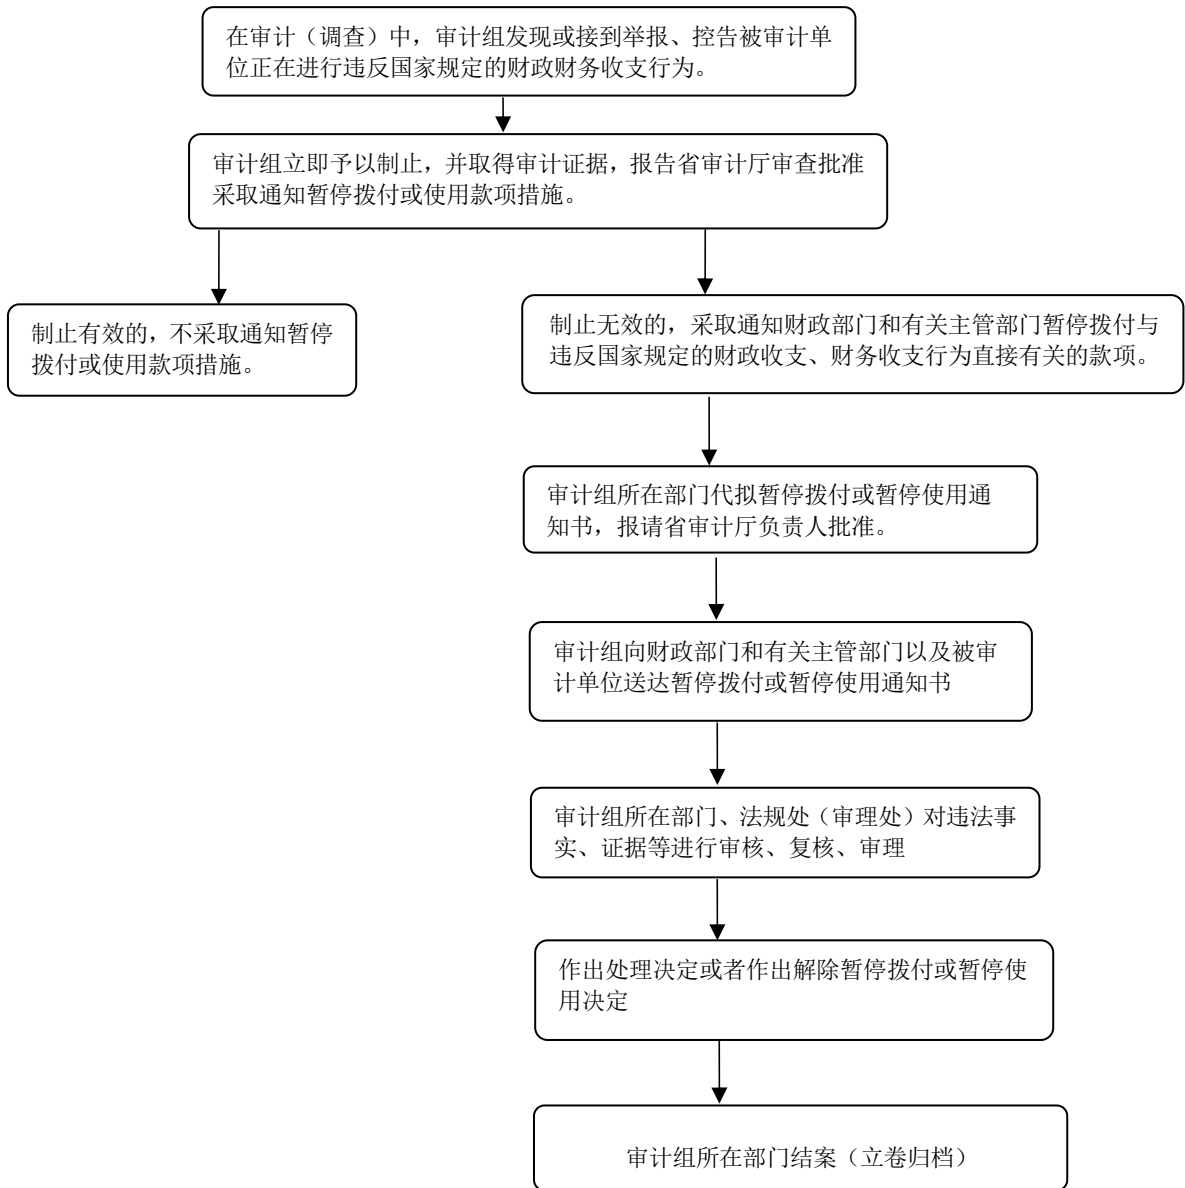 在审计（调查）中，审计组发现或接到举报、控告被审计单
位正在进行违反国家规定的财政财务收支行为。
审计组立即予以制止，并取得审计证据，报告省审计厅审查批准
采取通知暂停拨付或使用款项措施。
制止有效的，不采取通知暂停
拨付或使用款项措施。
制止无效的，采取通知财政部门和有关主管部门暂停拨付与
违反国家规定的财政收支、财务收支行为直接有关的款项。
审计组所在部门代拟暂停拨付或暂停使用通
知书，报请省审计厅负责人批准。
审计组向财政部门和有关主管部门以及被审
计单位送达暂停拨付或暂停使用通知书
审计组所在部门、法规处（审理处）对违法事
实、证据等进行审核、复核、审理
作出处理决定或者作出解除暂停拨付或暂停使
用决定
审计组所在部门结案（立卷归档）